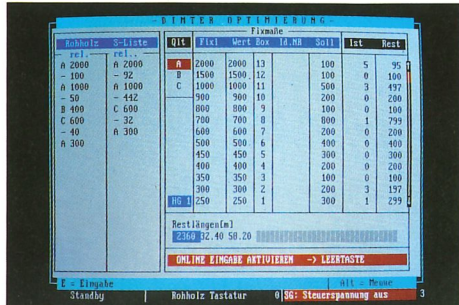 DIMTER OPTIMIERUNG
Fixmaße
Rohholz S-Liste Qlt Fixl Wert Box Id.NR Soll Ist Rest
rel. rel.
A 2000 A 2000 A 2000 2000 13 100 5 95
- 100 - 92 B 1500 1500 12 100 0 100
A 1000 A 1000 C 1000 1000 11 500 3 497
- 50 - 442 900 900 10 200 0 200
B 400 C 600 800 800 9 100 0 100
C 600 - 32 700 700 8 800 1 799
- 40 A 300 600 600 7 200 0 200
A 300 500 500 6 400 0 400
450 450 5 300 0 300
400 400 4 200 0 200
350 350 3 100 0 100
300 300 2 200 3 197
HG 1 250 250 1 300 1 299
Restlängen[m]
2360 32.40 58.20
ONLINE EINGABE AKTIVIEREN -> LEERTASTE
E = Eingabe Alt = Menue
Standby Rohholz Tastatur 0 SG: Steuerspannung aus 3